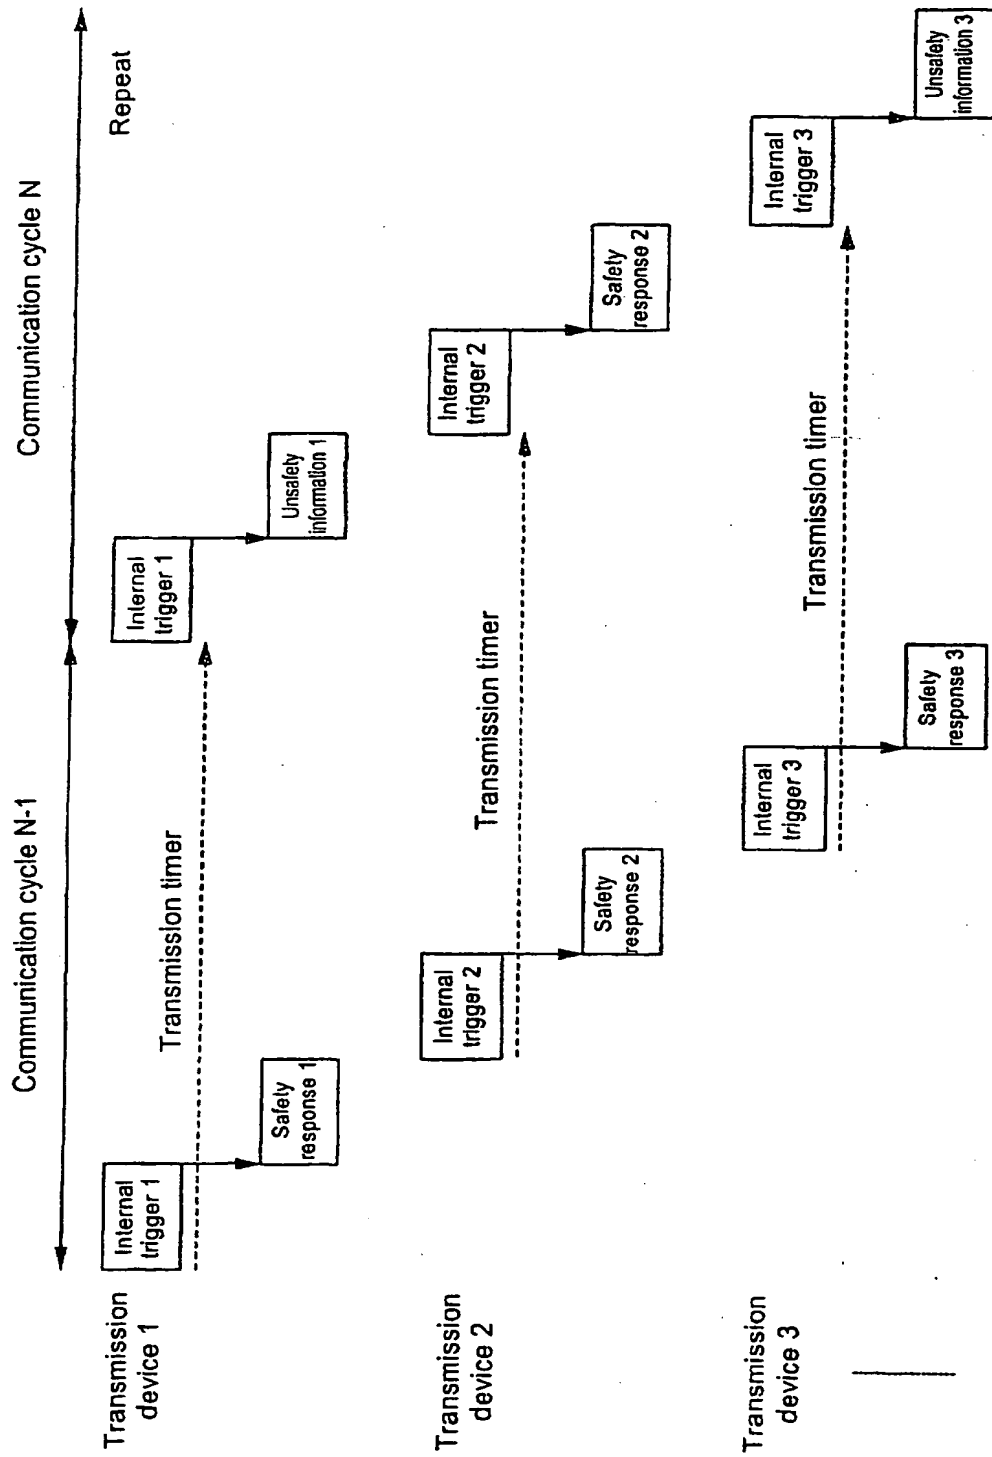 Communication cycle N-1
Communication cycle N
Repeat
Transmission
device 1
Internal
trigger 1
Safety
response 1
Transmission timer
Internal
trigger 1
Unsafety
information 1
Transmission
device 2
Internal
trigger 2
Safety
response 2
Transmission timer
Internal
trigger 2
Safety
response 2
Transmission
device 3
Internal
trigger 3
Safety
response 3
Transmission timer
Internal
trigger 3
Unsafety
information 3